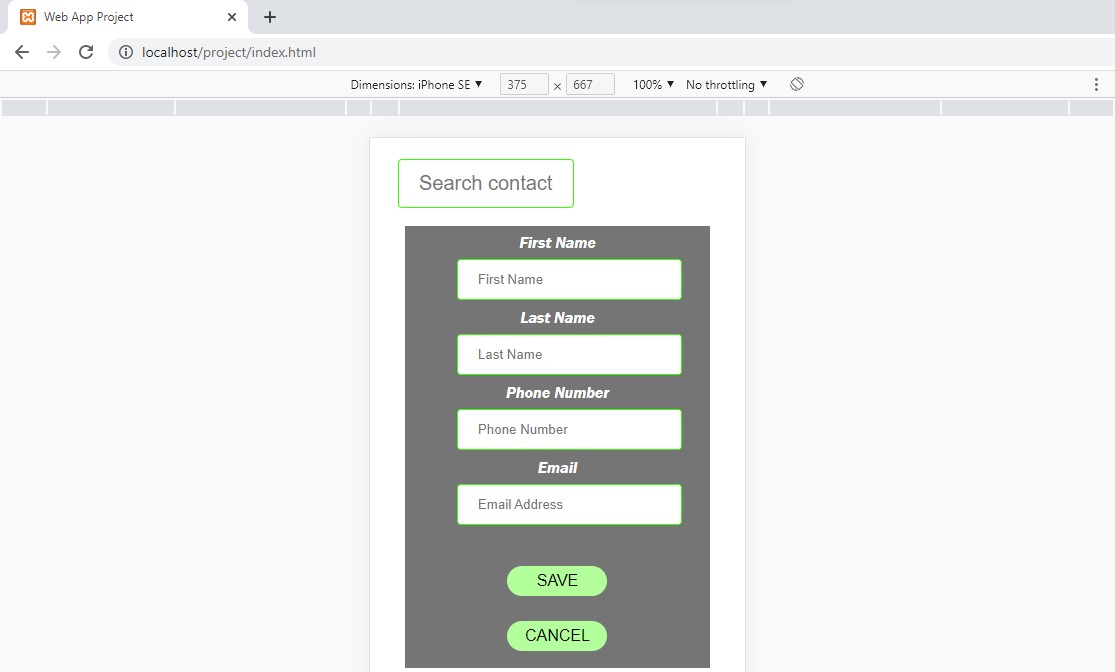 Web App Project
localhost/project/index.html
Dimensions: iPhone SE 375 × 667 100% No throttling
Search contact
First Name
First Name
Last Name
Last Name
Phone Number
Phone Number
Email
Email Address
SAVE
CANCEL